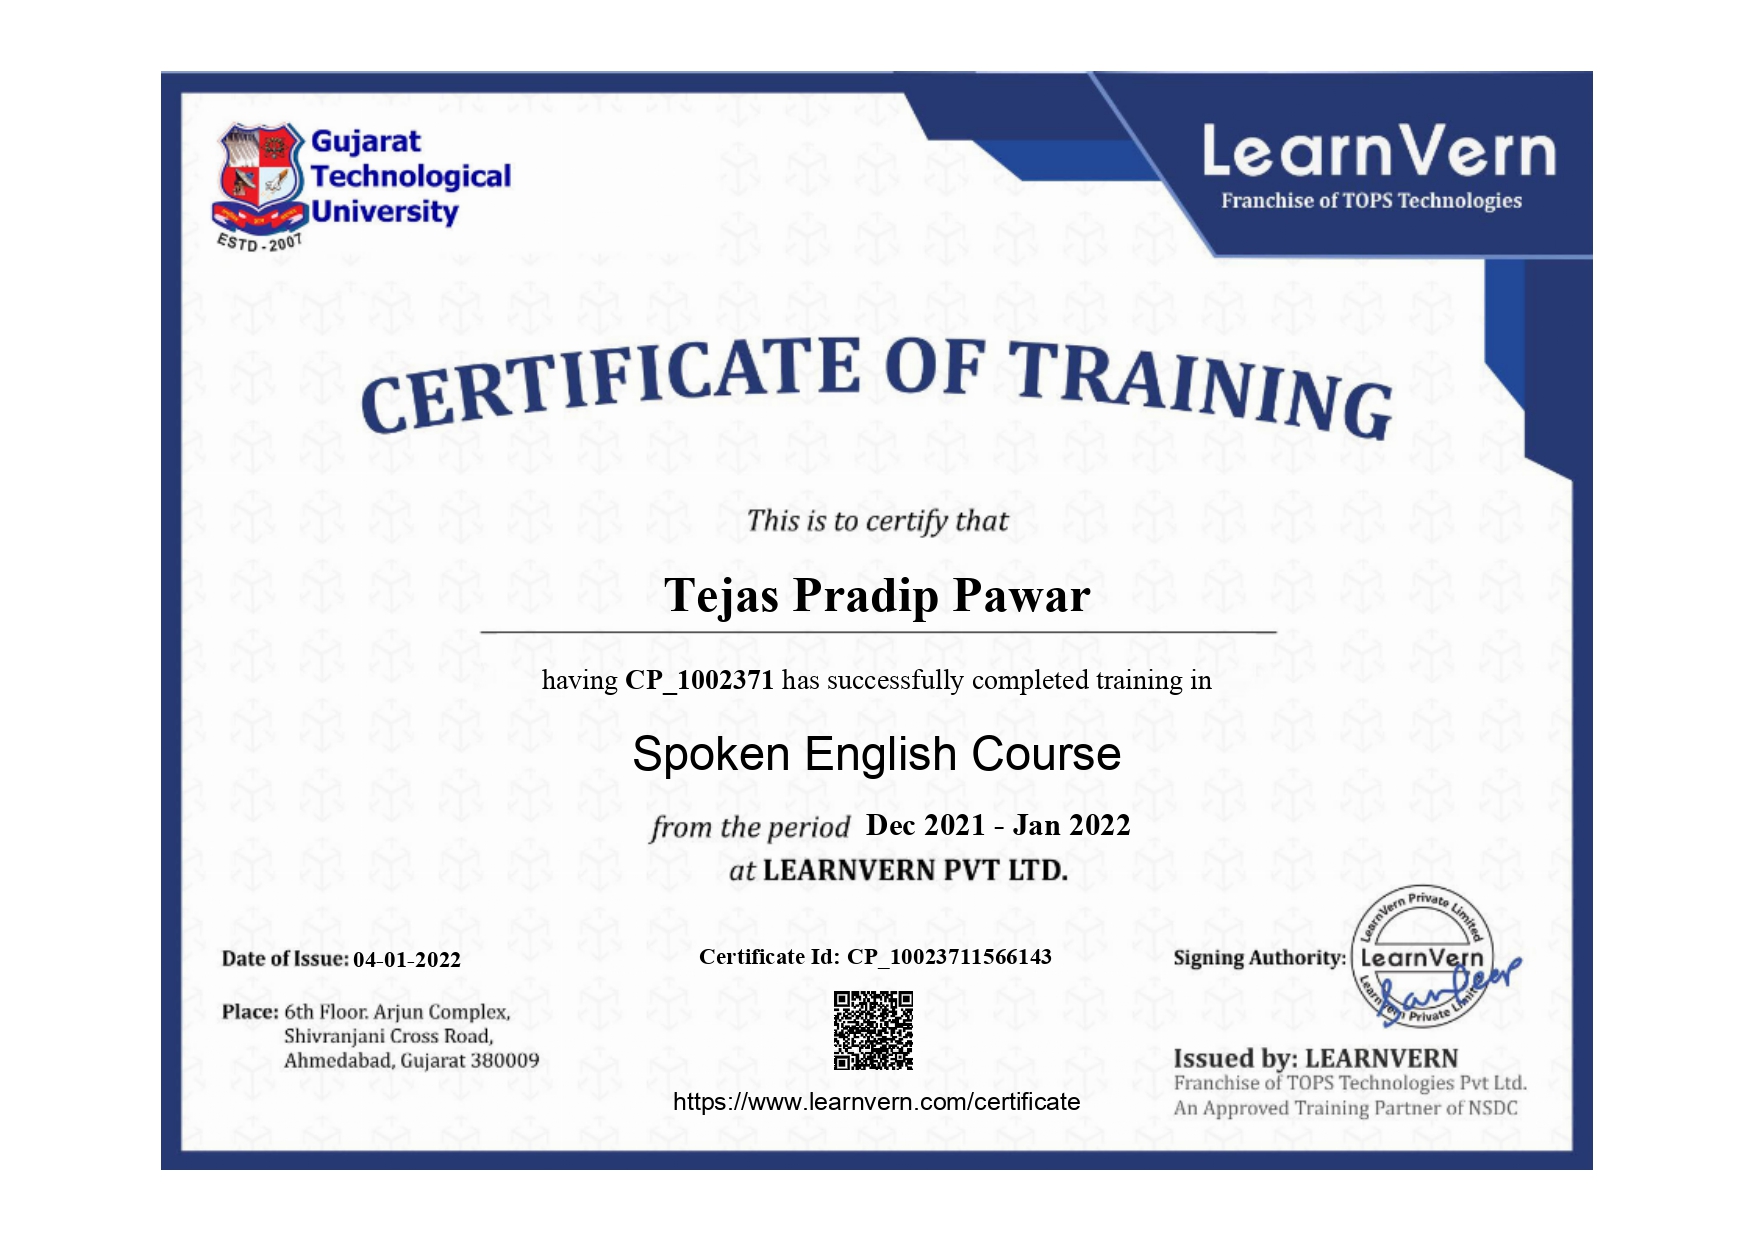 Gujarat
Technological
University
ESTD - 2007
LearnVern
Franchise of TOPS Technologies
CERTIFICATE OF TRAINING
This is to certify that
Tejas Pradip Pawar
having CP_1002371 has successfully completed training in
Spoken English Course
from the period Dec 2021 - Jan 2022
at LEARNVERN PVT LTD.
Date of Issue: 04-01-2022
Place: 6th Floor. Arjun Complex,
Shivranjani Cross Road,
Ahmedabad, Gujarat 380009
Certificate Id: CP_10023711566143
https://www.learnvern.com/certificate
Signing Authority:
LearnVern Private Limited
LearnVern
LearnVern Private Limited
Issued by: LEARNVERN
Franchise of TOPS Technologies Pvt Ltd.
An Approved Training Partner of NSDC